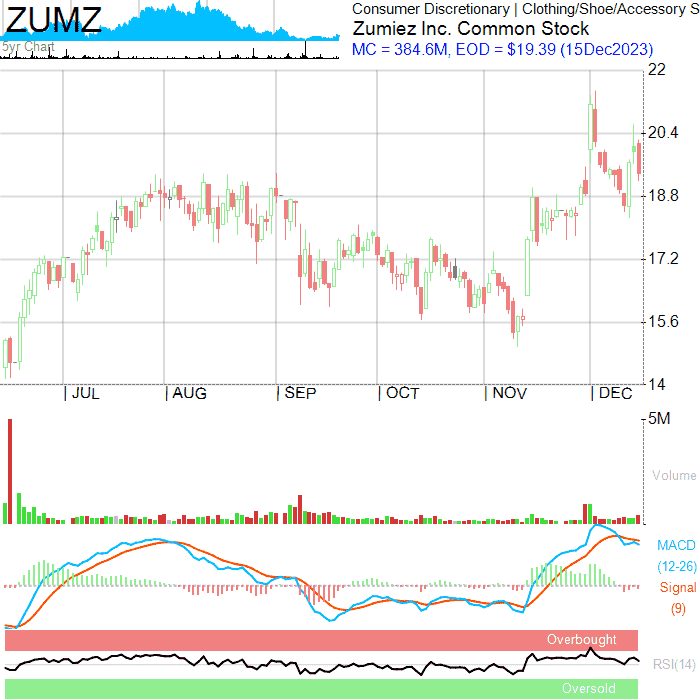 ZUMZ
5yr Chart
Consumer Discretionary | Clothing/Shoe/Accessory S
Zumiez Inc. Common Stock
MC = 384.6M, EOD = $19.39 (15Dec2023)
22
20.4
18.8
17.2
15.6
14
| JUL | AUG | SEP | OCT | NOV | DEC
5M
Volume
MACD
(12-26)
Signal
(9)
Overbought
RSI(14)
Oversold